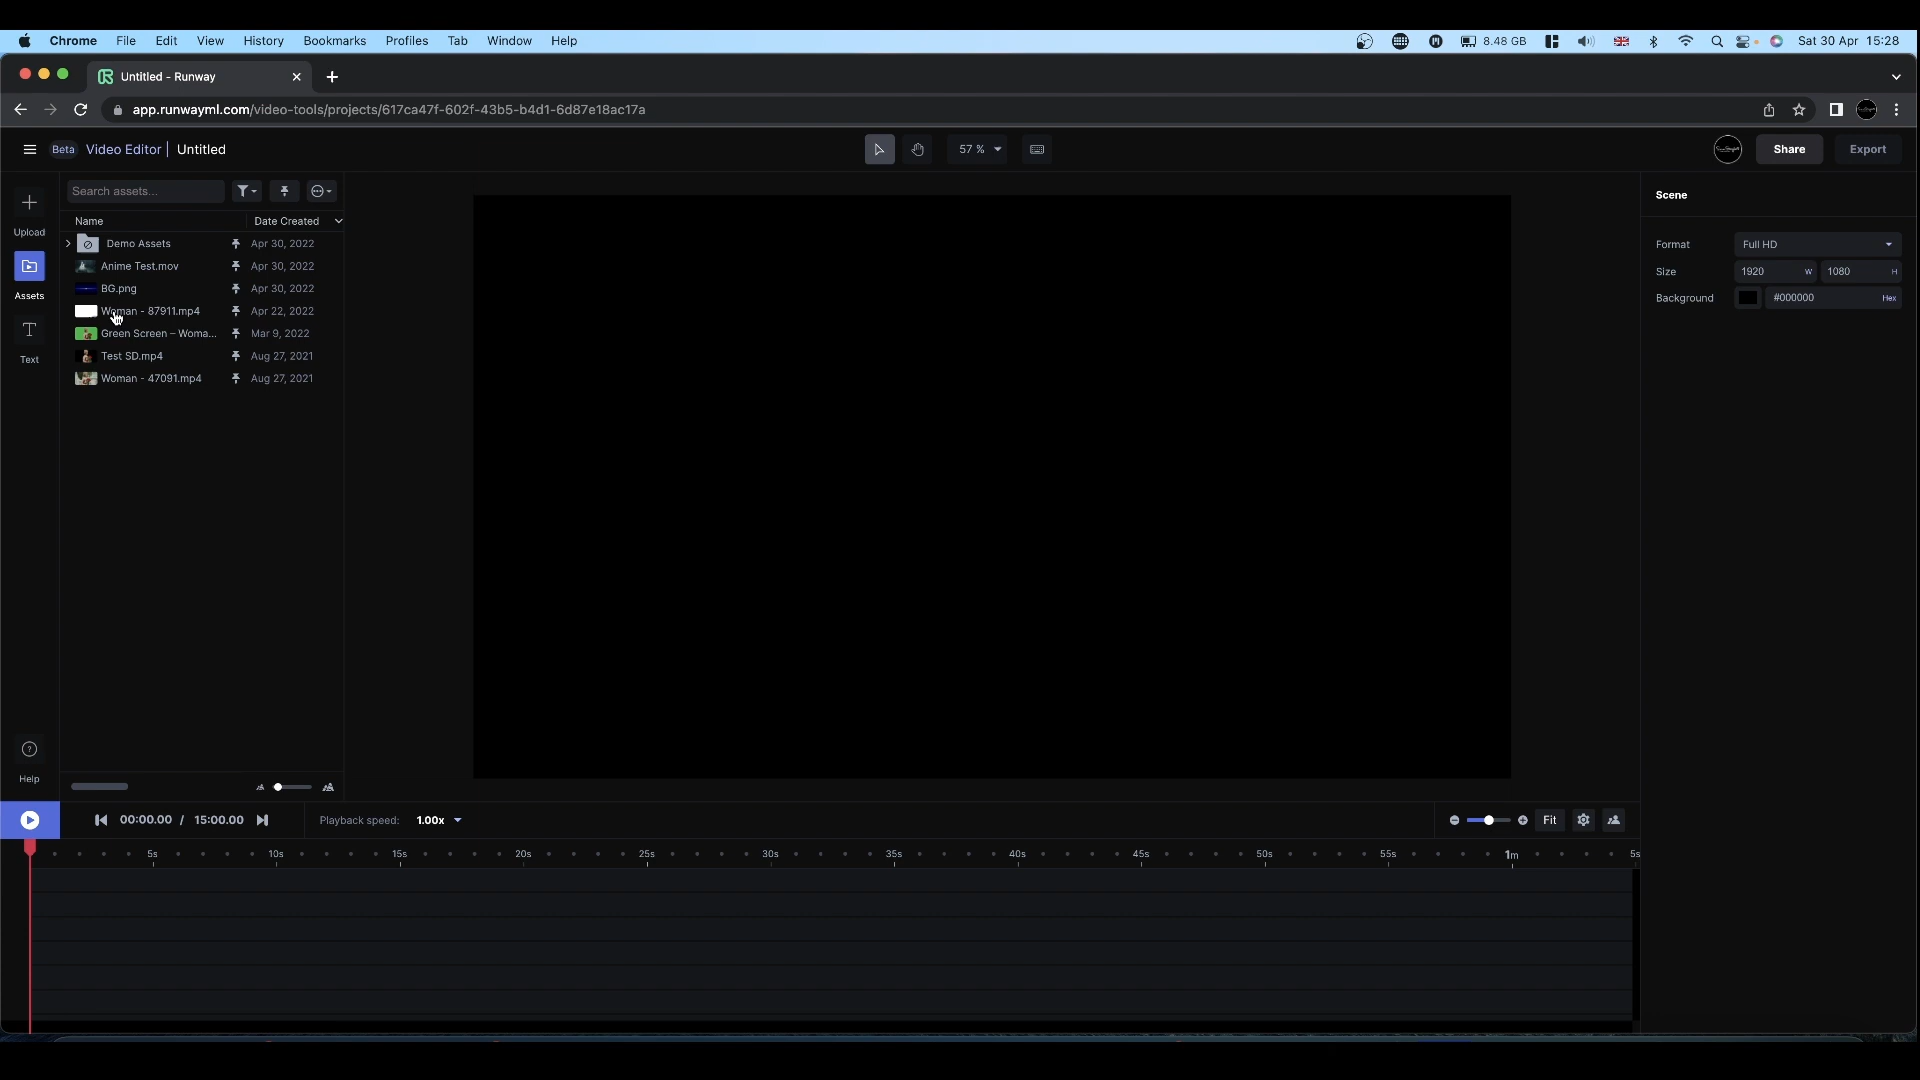 Chrome File Edit View History Bookmarks Profiles Tab Window Help 8.48 GB Sat 30 Apr 15:28
Untitled - Runway
app.runwayml.com/video-tools/projects/617ca47f-602f-43b5-b4d1-6d87e18ac17a
Beta Video Editor | Untitled 57 % Share Export
Search assets...
Scene
Upload
Name Date Created
Demo Assets Apr 30, 2022
Format Full HD
Anime Test.mov Apr 30, 2022
Size 1920 W 1080 H
Assets
BG.png Apr 30, 2022
Background #000000 Hex
Woman - 87911.mp4 Apr 22, 2022
Green Screen – Woma... Mar 9, 2022
Text
Test SD.mp4 Aug 27, 2021
Woman - 47091.mp4 Aug 27, 2021
Help
00:00.00 / 15:00.00 Playback speed: 1.00x Fit
5s 10s 15s 20s 25s 30s 35s 40s 45s 50s 55s 1m 5s